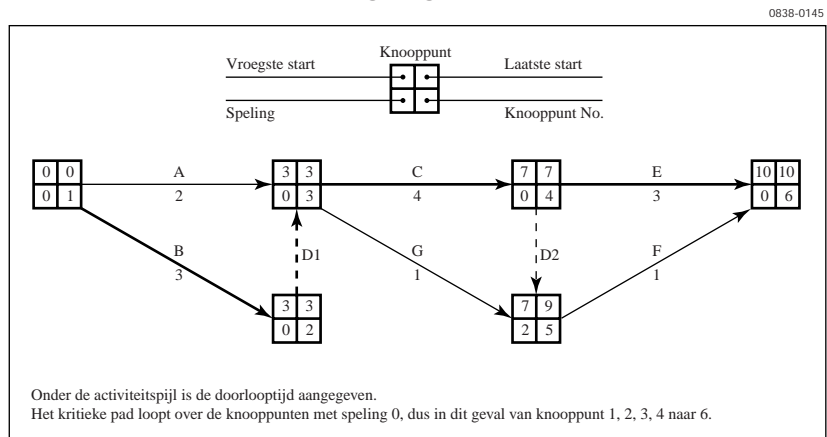 0838-0145
Knooppunt
Vroegste start
Laatste start
Speling
Knooppunt No.
0 0
0 1
A
2
3 3
0 3
C
4
7 7
0 4
E
3
10 10
0 6
B
3
D1
G
1
D2
F
1
3 3
0 2
7 9
2 5
Onder de activiteitspijl is de doorlooptijd aangegeven.
Het kritieke pad loopt over de knooppunten met speling 0, dus in dit geval van knooppunt 1, 2, 3, 4 naar 6.